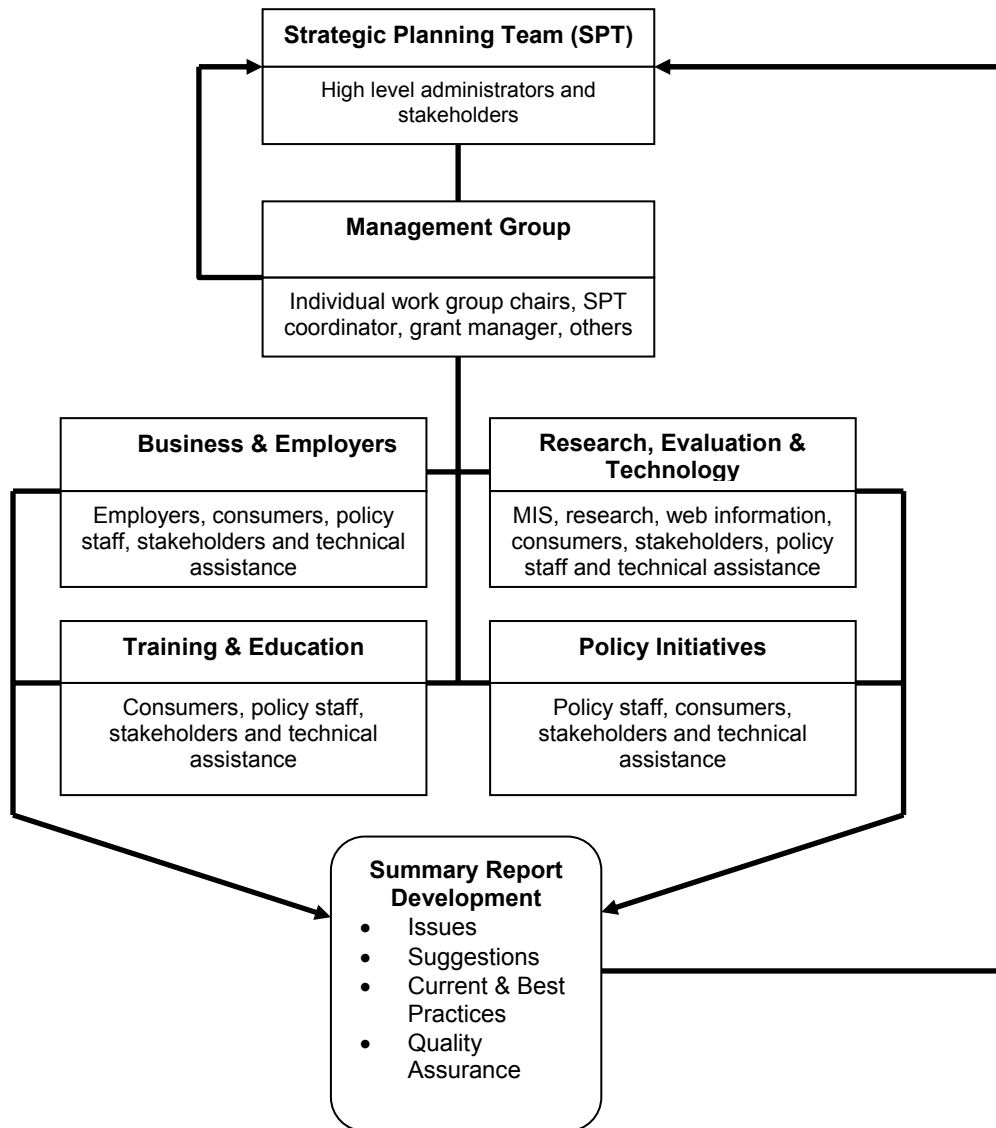 Strategic Planning Team (SPT)
High level administrators and
stakeholders
Management Group
Individual work group chairs, SPT
coordinator, grant manager, others
Business & Employers
Employers, consumers, policy
staff, stakeholders and technical
assistance
Research, Evaluation &
Technology
MIS, research, web information,
consumers, stakeholders, policy
staff and technical assistance
Training & Education
Consumers, policy staff,
stakeholders and technical
assistance
Policy Initiatives
Policy staff, consumers,
stakeholders and technical
assistance
Summary Report
Development
• Issues
• Suggestions
• Current & Best
Practices
• Quality
Assurance